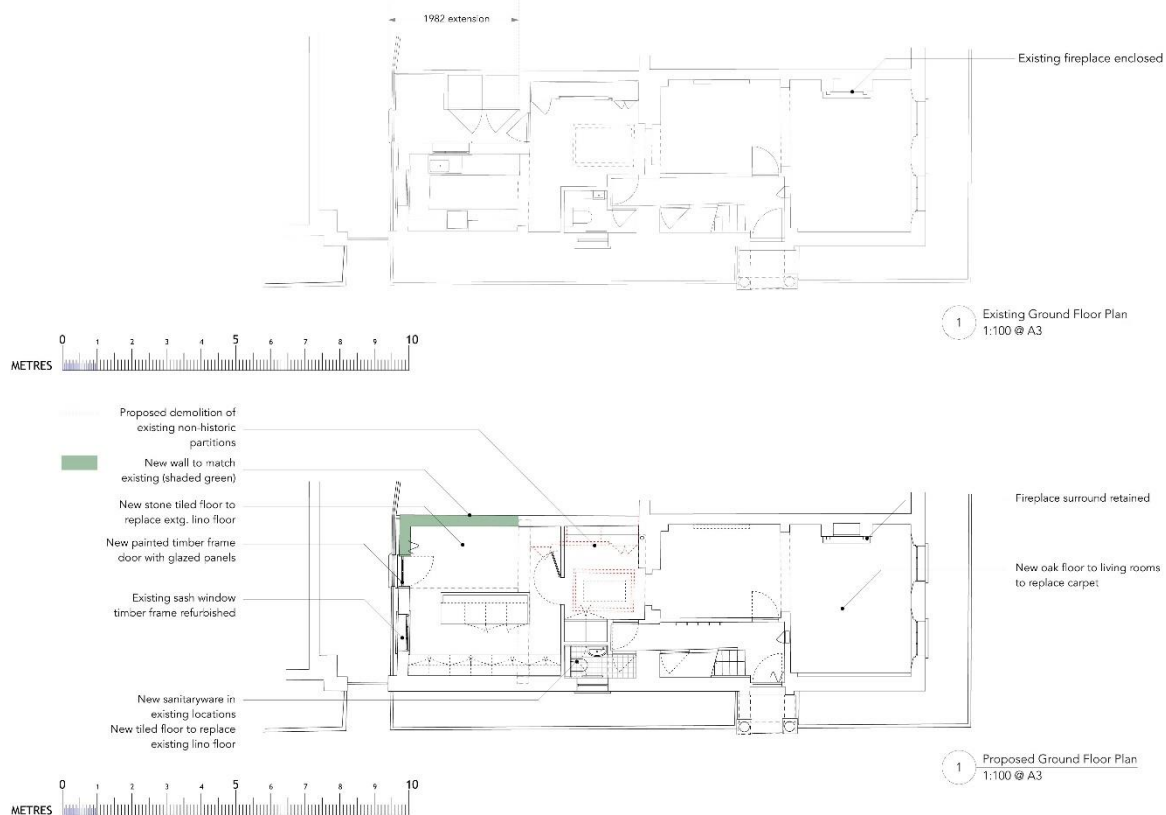 1982 extension
Existing fireplace enclosed
1
Existing Ground Floor Plan
1:100 @ A3
METRES
0 1 2 3 4 5 6 7 8 9 10
Proposed demolition of
existing non-historic
partitions
New wall to match
existing (shaded green)
New stone tiled floor to
replace extg. lino floor
New painted timber frame
door with glazed panels
Existing sash window
timber frame refurbished
New sanitaryware in
existing locations
New tiled floor to replace
existing lino floor
Fireplace surround retained
New oak floor to living rooms
to replace carpet
1
Proposed Ground Floor Plan
1:100 @ A3
METRES
0 1 2 3 4 5 6 7 8 9 10